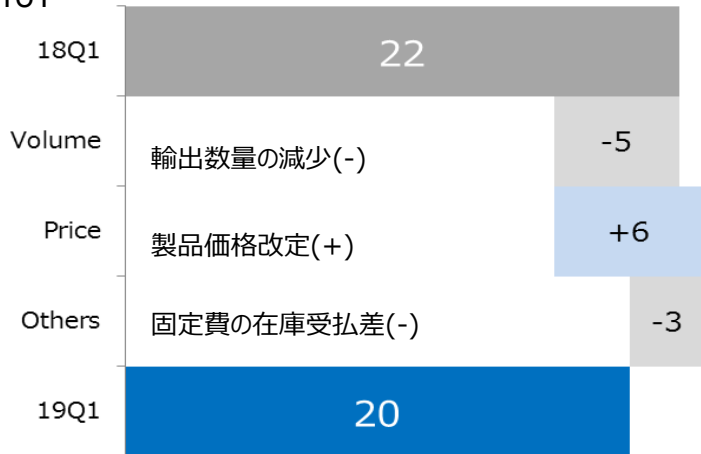 18Q1
22
Volume
輸出数量の減少(-)
-5
Price
製品価格改定(+)
+6
Others
固定費の在庫受払差(-)
-3
19Q1
20